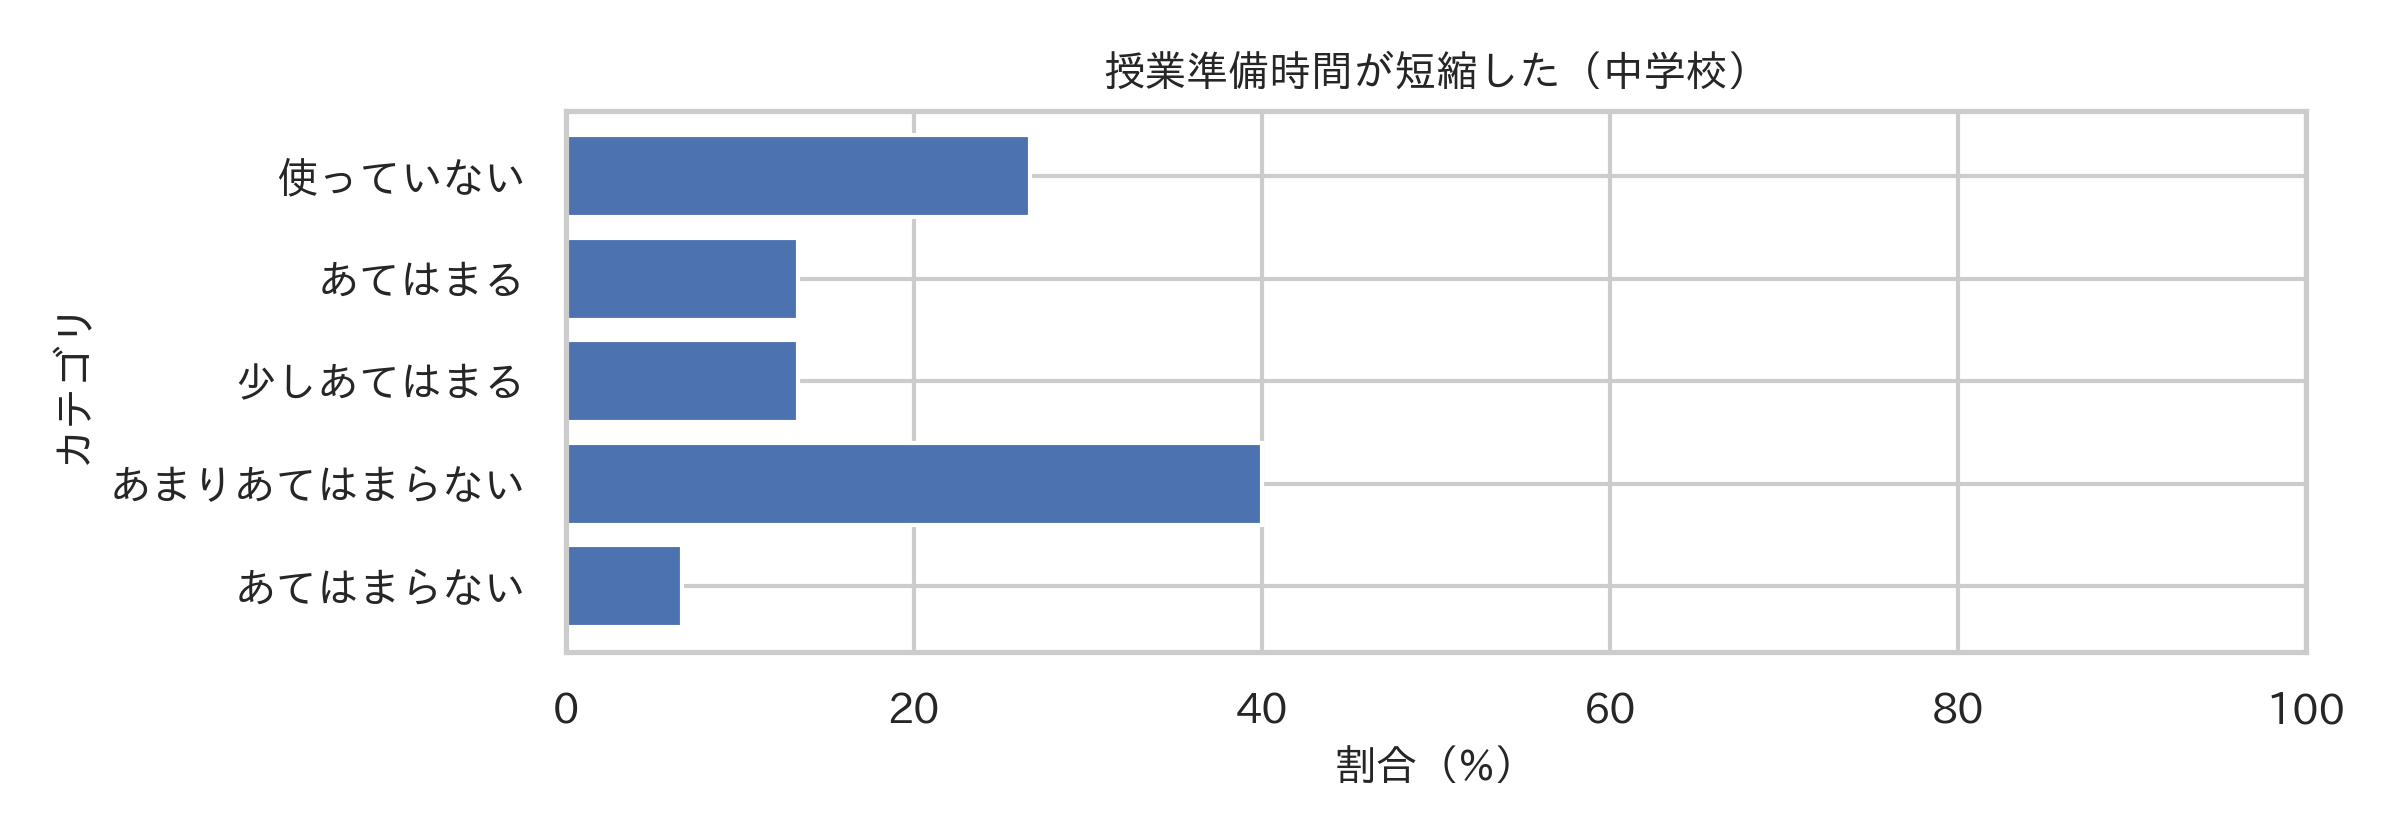 授業準備時間が短縮した（中学校）
カテゴリ
使っていない
あてはまる
少しあてはまる
あまりあてはまらない
あてはまらない
0 20 40 60 80 100
割合（%）